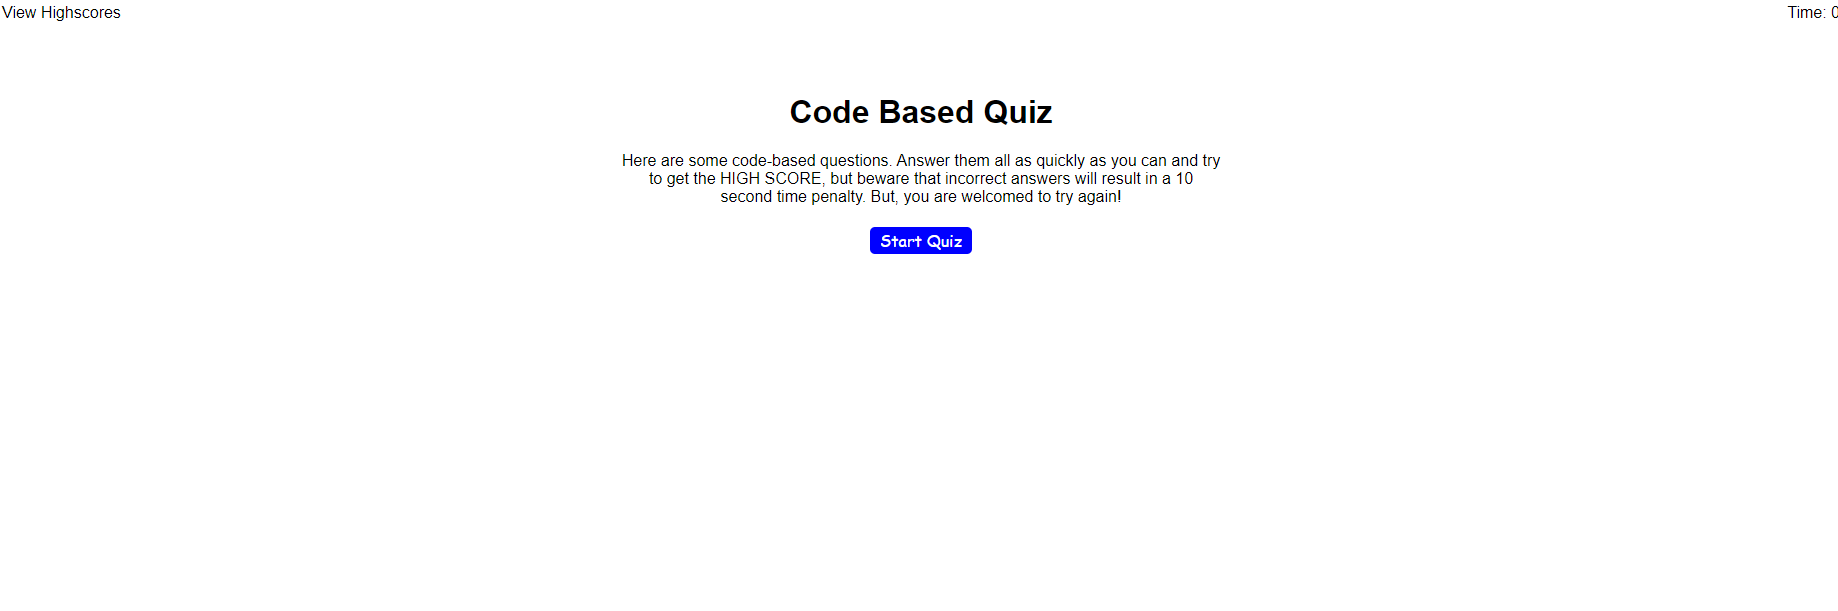 View Highscores
Time: 0
Code Based Quiz
Here are some code-based questions. Answer them all as quickly as you can and try
to get the HIGH SCORE, but beware that incorrect answers will result in a 10
second time penalty. But, you are welcomed to try again!
Start Quiz